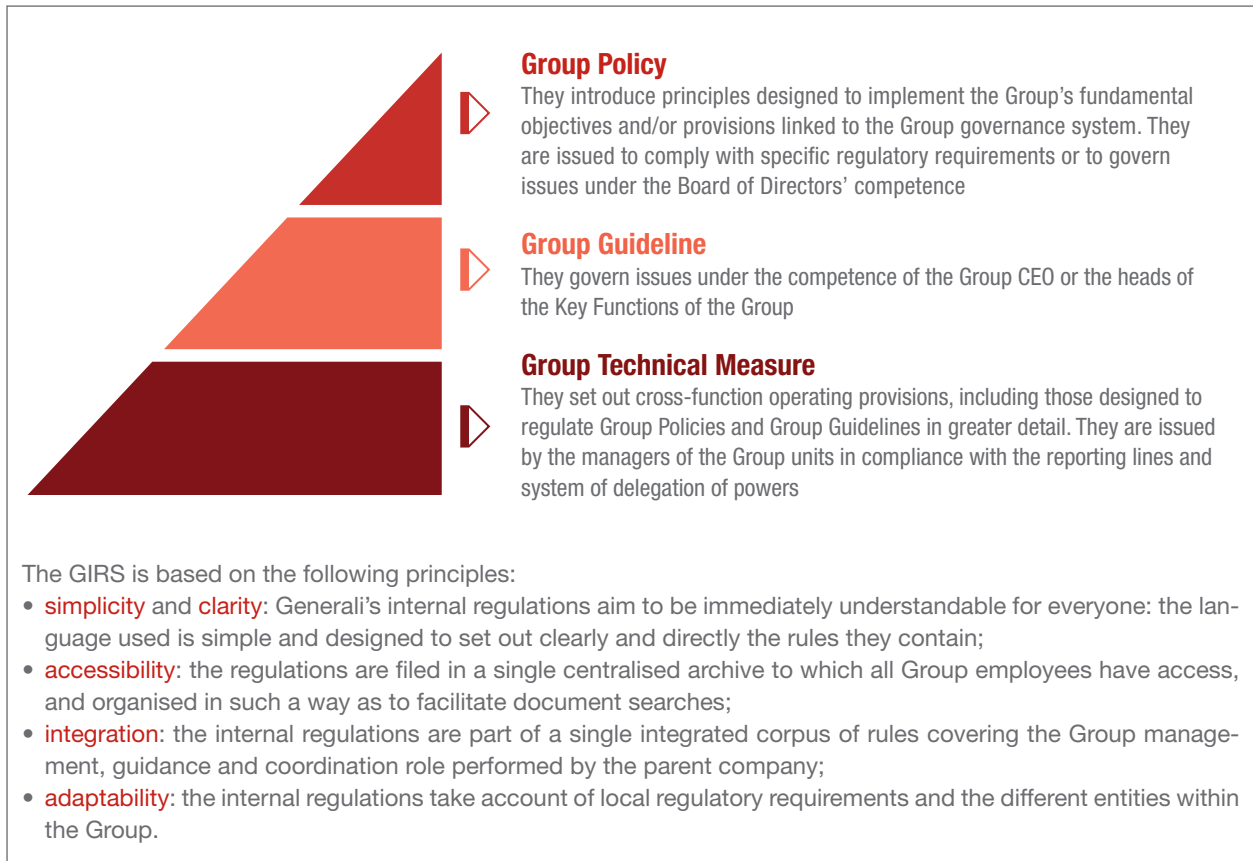 Group Policy
They introduce principles designed to implement the Group's fundamental
objectives and/or provisions linked to the Group governance system. They
are issued to comply with specific regulatory requirements or to govern
issues under the Board of Directors' competence
Group Guideline
They govern issues under the competence of the Group CEO or the heads of
the Key Functions of the Group
Group Technical Measure
They set out cross-function operating provisions, including those designed to
regulate Group Policies and Group Guidelines in greater detail. They are issued
by the managers of the Group units in compliance with the reporting lines and
system of delegation of powers
The GIRS is based on the following principles:
• simplicity and clarity: Generali's internal regulations aim to be immediately understandable for everyone: the lan-
guage used is simple and designed to set out clearly and directly the rules they contain;
• accessibility: the regulations are filed in a single centralised archive to which all Group employees have access,
and organised in such a way as to facilitate document searches;
• integration: the internal regulations are part of a single integrated corpus of rules covering the Group manage-
ment, guidance and coordination role performed by the parent company;
• adaptability: the internal regulations take account of local regulatory requirements and the different entities within
the Group.